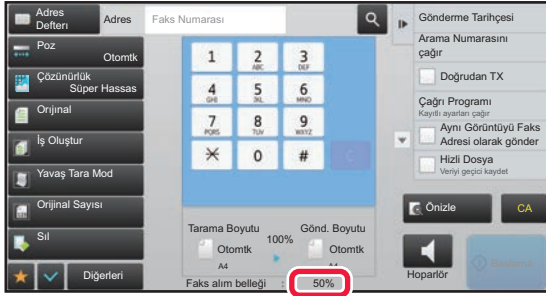 Adres
Defteri
Adres
Faks Numarası
Poz
Otomtk
Çözünürlük
Süper Hassas
Orijinal
İş Oluştur
Yavaş Tara Mod
Orijinal Sayısı
Sil
Diğerleri
1
2
ABC
3
DEF
4
GHI
5
JKL
6
MNO
7
PQRS
8
TUV
9
WXYZ
0
#
C
Tarama Boyutu
100%
Gönd. Boyutu
Otomtk
Otomtk
A4
A4
Faks alım belleği : 50%
Gönderme Tarihçesi
Arama Numarasını
çağır
Doğrudan TX
Çağrı Programı
Kayıtlı ayarları çağır
Aynı Görüntüyü Faks
Adresi olarak gönder
Hizli Dosya
Veriyi geçici kaydet
Önizle
CA
Hoparlör